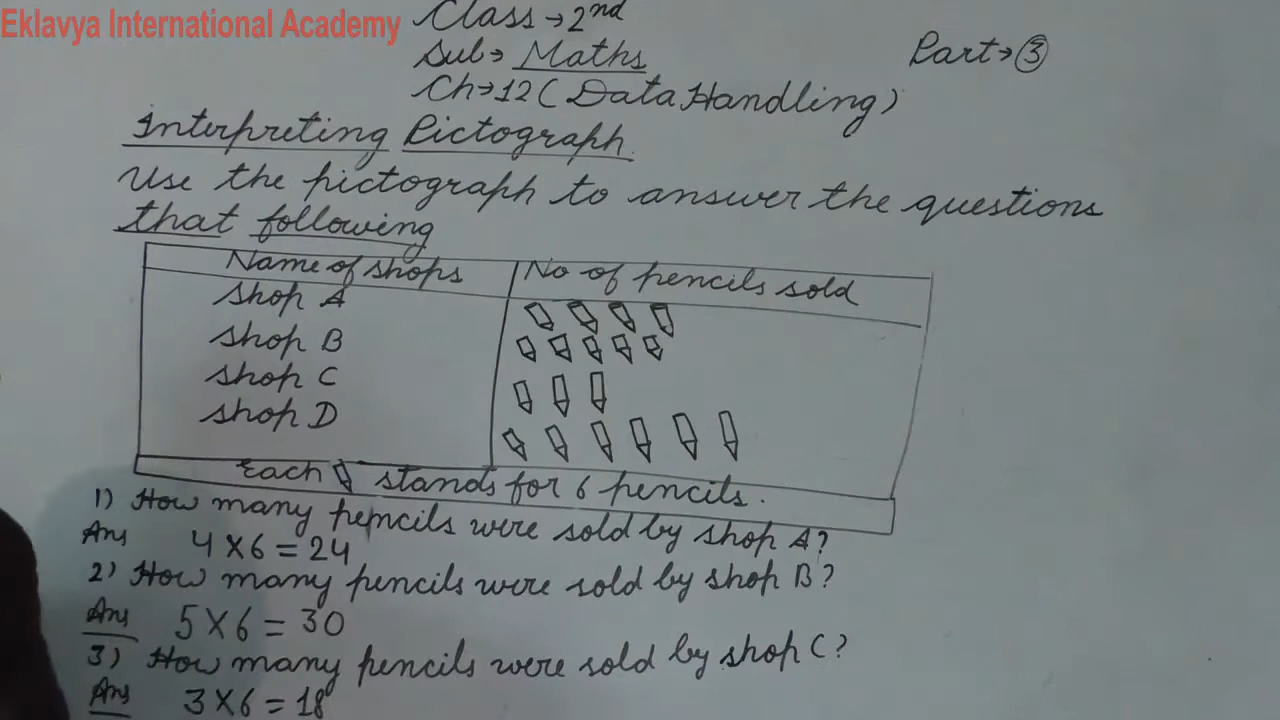 Eklavya International Academy
Class → 2nd
Sub → Maths
Part → 3
Ch → 12 (Data Handling)
Interpreting Pictograph.
Use the pictograph to answer the questions
that following
Name of shops No of pencils sold
Shop A
Shop B
Shop C
Shop D
Each stands for 6 pencils.
1) How many pencils were sold by shop A?
Ans 4 X 6 = 24
2) How many pencils were sold by shop B?
Ans 5 X 6 = 30
3) How many pencils were sold by shop C?
Ans 3 X 6 = 18